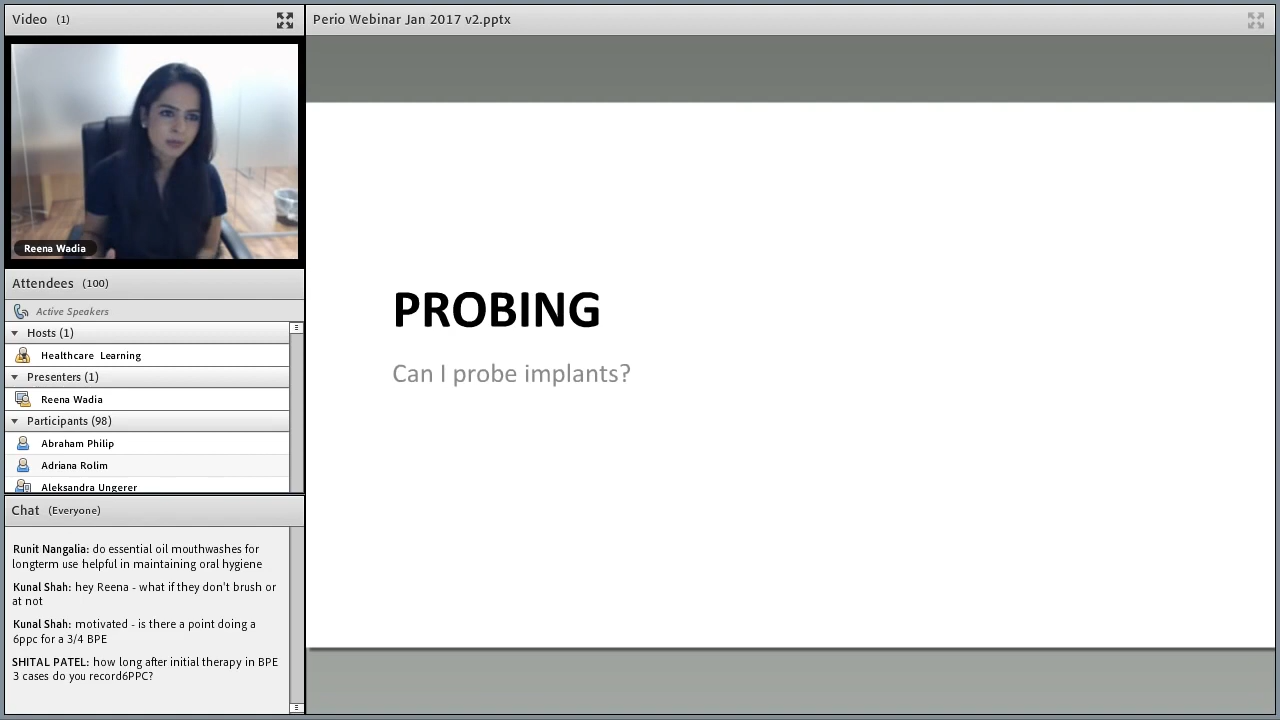 Video (1)
Perio Webinar Jan 2017 v2.pptx
Reena Wadia
Attendees (100)
Active Speakers
Hosts (1)
Healthcare Learning
Presenters (1)
Reena Wadia
Participants (98)
Abraham Philip
Adriana Rolim
Aleksandra Ungerer
Chat (Everyone)
Runit Nangalia: do essential oil mouthwashes for
longterm use helpful in maintaining oral hygiene
Kunal Shah: hey Reena - what if they don't brush or
at not
Kunal Shah: motivated - is there a point doing a
6ppc for a 3/4 BPE
SHITAL PATEL: how long after initial therapy in BPE
3 cases do you record6PPC?
PROBING
Can I probe implants?